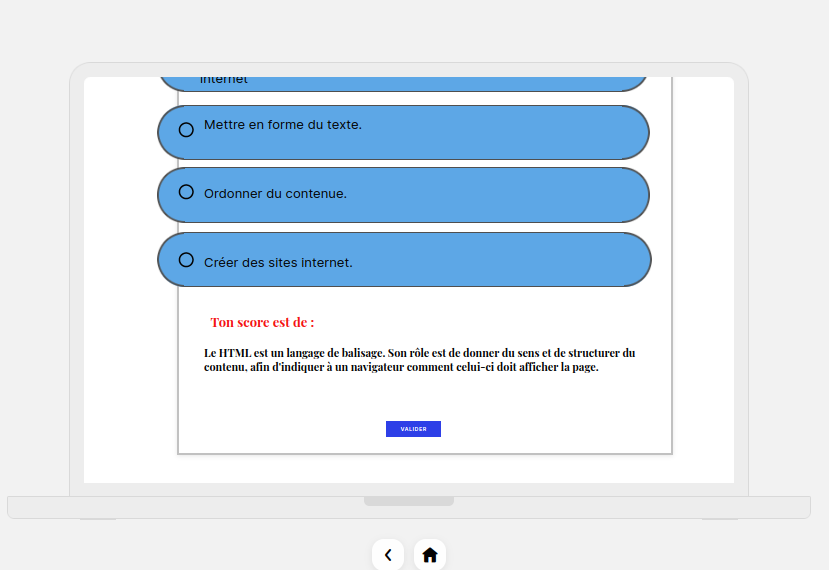 internet
Mettre en forme du texte.
Ordonner du contenue.
Créer des sites internet.
Ton score est de :
Le HTML est un langage de balisage. Son rôle est de donner du sens et de structurer du
contenu, afin d'indiquer à un navigateur comment celui-ci doit afficher la page.
VALIDER